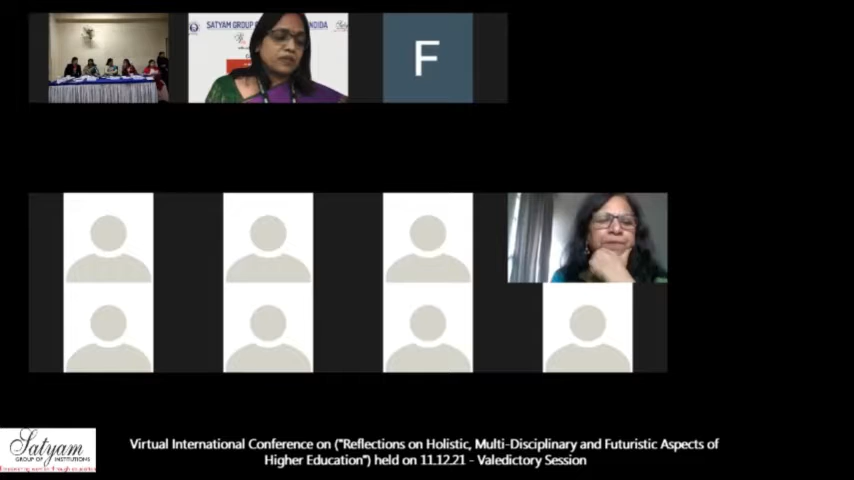 SATYAM GROUP
NOIDA
F
Satyam
GROUP OF INSTITUTIONS
Virtual International Conference on ("Reflections on Holistic, Multi-Disciplinary and Futuristic Aspects of
Higher Education") held on 11.12.21 - Valedictory Session